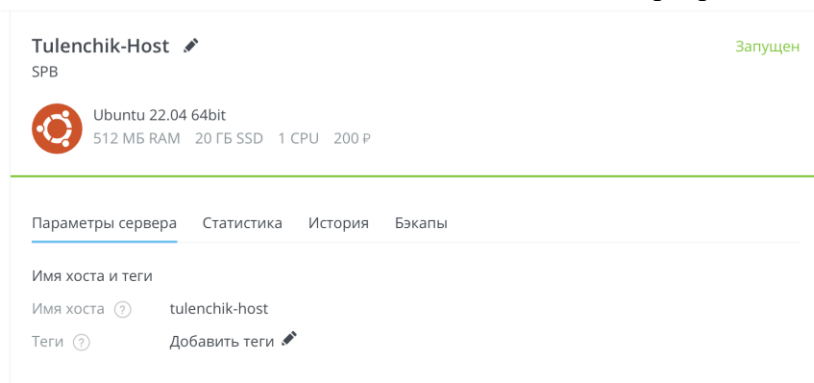 Tulenchik-Host
Запущен
SPB
Ubuntu 22.04 64bit
512 МБ RAM 20 ГБ SSD 1 CPU 200 ₽
Параметры сервера Статистика История Бэкапы
Имя хоста и теги
Имя хоста ? tulenchik-host
Теги ? Добавить теги